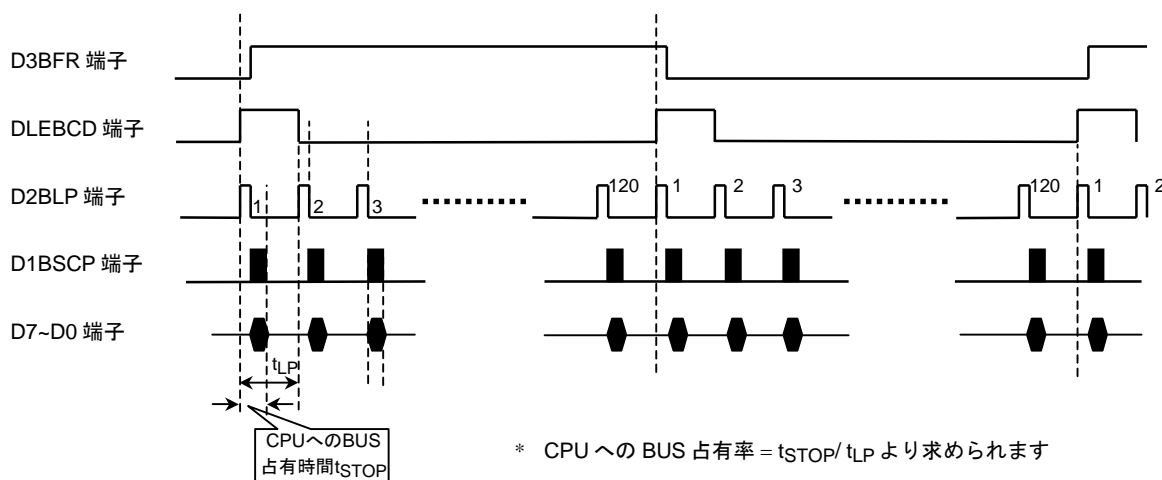 D3BFR 端子
DLEBCD 端子
D2BLP 端子
1 2 3 120 1 2 3 120 1 2
D1BSCP 端子
D7~D0 端子
tLP
CPUへのBUS
占有時間tSTOP
* CPU への BUS 占有率 = tSTOP/ tLP より求められます